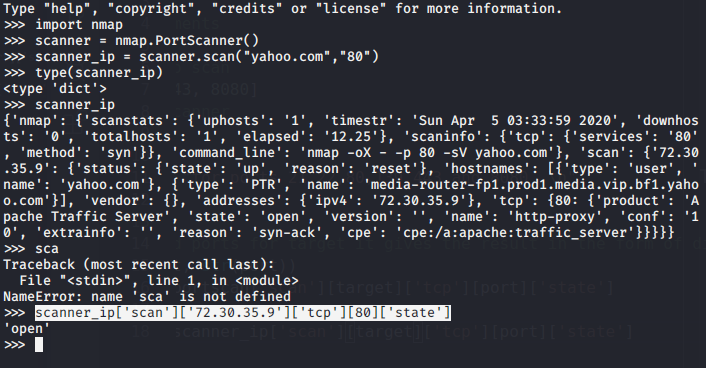 Type "help", "copyright", "credits" or "license" for more information.
>>> import nmap
>>> scanner = nmap.PortScanner()
>>> scanner_ip = scanner.scan("yahoo.com","80")
>>> type(scanner_ip)
<type 'dict'>
>>> scanner_ip
{'nmap': {'scanstats': {'uphosts': '1', 'timestr': 'Sun Apr  5 03:33:59 2020', 'downhos
ts': '0', 'totalhosts': '1', 'elapsed': '12.25'}, 'scaninfo': {'tcp': {'services': '80'
, 'method': 'syn'}}, 'command_line': 'nmap -oX - -p 80 -sV yahoo.com'}, 'scan': {'72.30
.35.9': {'status': {'state': 'up', 'reason': 'reset'}, 'hostnames': [{'type': 'user', '
name': 'yahoo.com'}, {'type': 'PTR', 'name': 'media-router-fp1.prod1.media.vip.bf1.yaho
o.com'}], 'vendor': {}, 'addresses': {'ipv4': '72.30.35.9'}, 'tcp': {80: {'product': 'A
pache Traffic Server', 'state': 'open', 'version': '', 'name': 'http-proxy', 'conf': '1
0', 'extrainfo': '', 'reason': 'syn-ack', 'cpe': 'cpe:/a:apache:traffic_server'}}}}}
>>> sca
Traceback (most recent call last):
  File "<stdin>", line 1, in <module>
NameError: name 'sca' is not defined
>>> scanner_ip['scan']['72.30.35.9']['tcp'][80]['state']
'open'
>>>